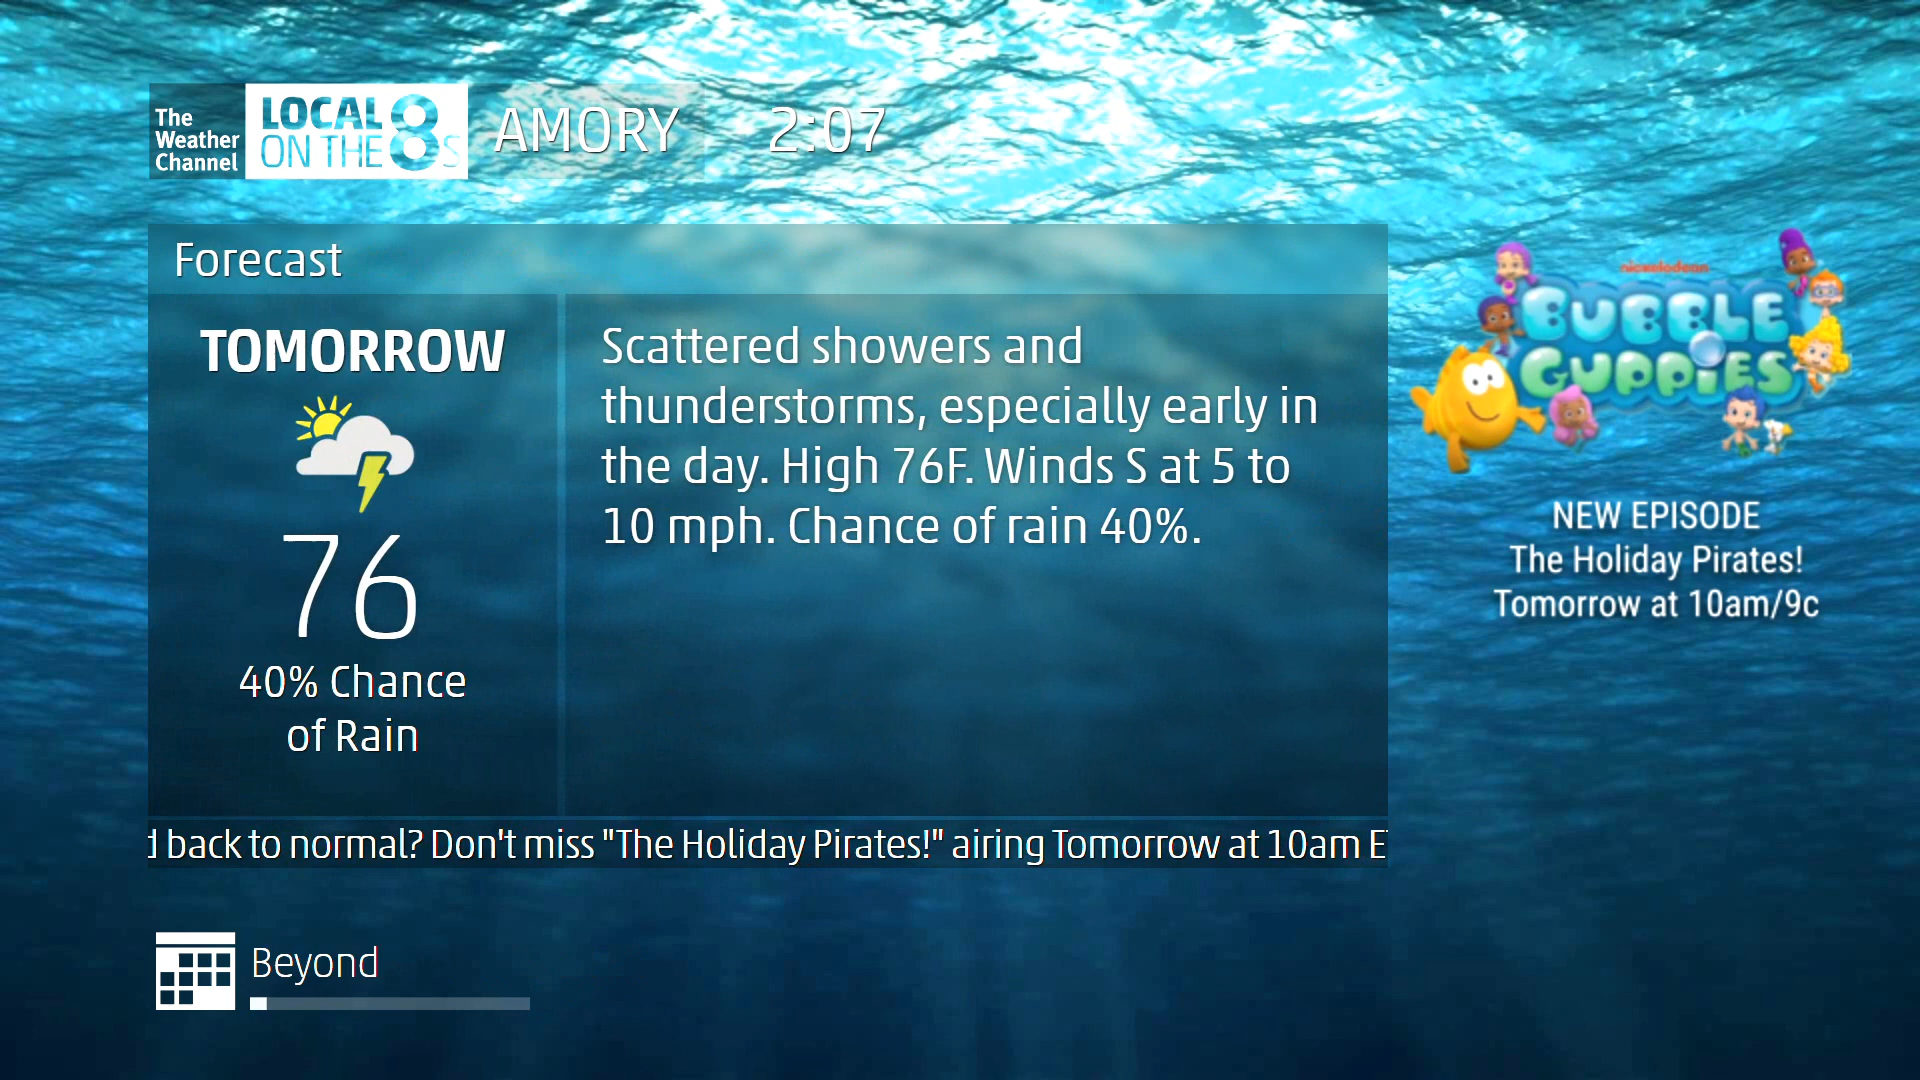 The
Weather
Channel
LOCAL
ON THE 8s
AMORY 2:07
Forecast
TOMORROW
76
40% Chance
of Rain
Scattered showers and
thunderstorms, especially early in
the day. High 76F. Winds S at 5 to
10 mph. Chance of rain 40%.
nickelodeon
BUBBLE
GUPPIES
NEW EPISODE
The Holiday Pirates!
Tomorrow at 10am/9c
back to normal? Don't miss "The Holiday Pirates!" airing Tomorrow at 10am
Beyond